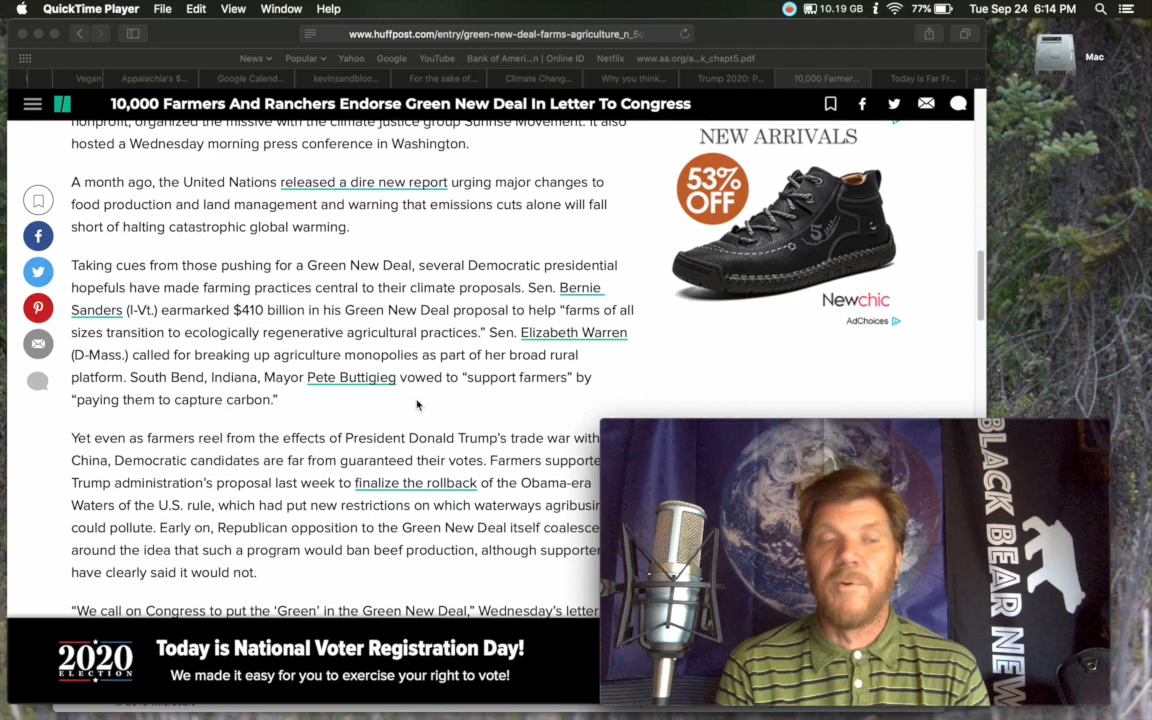 QuickTime Player File Edit View Window Help 10.19 GB 77% Tue Sep 24 6:14 PM
www.huffpost.com/entry/green-new-deal-farms-agriculture_n_5c
News Popular Yahoo Google YouTube Bank of Ameri...n | Online ID Netflix www.aa.org/a...k_chapt5.pdf
Vegan Appalachia's $... Google Calend... kevinsandbloo... For the sake of... Climate Chang... Why you think... Trump 2020: P... 10,000 Farmer... Today Is Far Fr...
Mac
10,000 Farmers And Ranchers Endorse Green New Deal In Letter To Congress
nonprofit, organized the missive with the climate justice group Sunrise Movement. It also
hosted a Wednesday morning press conference in Washington.
A month ago, the United Nations released a dire new report urging major changes to
food production and land management and warning that emissions cuts alone will fall
short of halting catastrophic global warming.
Taking cues from those pushing for a Green New Deal, several Democratic presidential
hopefuls have made farming practices central to their climate proposals. Sen. Bernie
Sanders (I-Vt.) earmarked $410 billion in his Green New Deal proposal to help “farms of all
sizes transition to ecologically regenerative agricultural practices.” Sen. Elizabeth Warren
(D-Mass.) called for breaking up agriculture monopolies as part of her broad rural
platform. South Bend, Indiana, Mayor Pete Buttigieg vowed to “support farmers” by
“paying them to capture carbon.”
Yet even as farmers reel from the effects of President Donald Trump’s trade war with
China, Democratic candidates are far from guaranteed their votes. Farmers supporte
Trump administration’s proposal last week to finalize the rollback of the Obama-era
Waters of the U.S. rule, which had put new restrictions on which waterways agribusin
could pollute. Early on, Republican opposition to the Green New Deal itself coalesce
around the idea that such a program would ban beef production, although supporter
have clearly said it would not.
“We call on Congress to put the ‘Green’ in the Green New Deal,” Wednesday’s letter
NEW ARRIVALS
53%
OFF
5
Newchic
AdChoices
BLACK BEAR NEW
2020
ELECTION
Today is National Voter Registration Day!
We made it easy for you to exercise your right to vote!